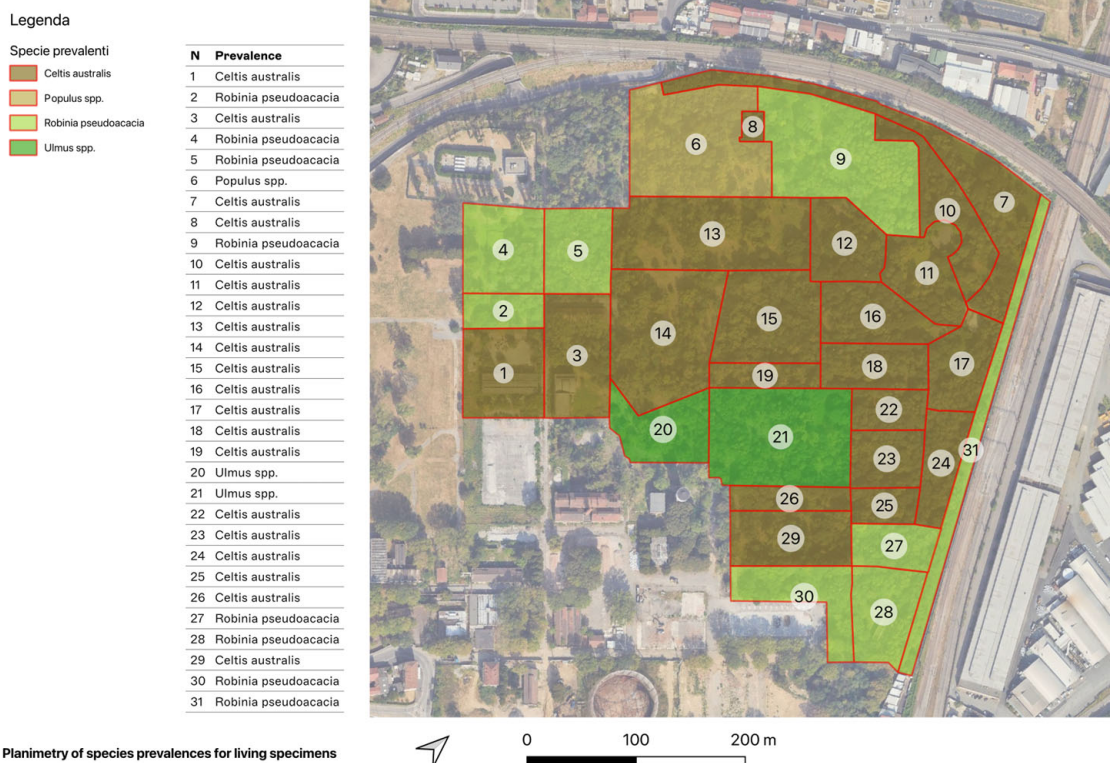 Legenda
Specie prevalenti
Celtis australis
Populus spp.
Robinia pseudoacacia
Ulmus spp.
N Prevalence
1 Celtis australis
2 Robinia pseudoacacia
3 Celtis australis
4 Robinia pseudoacacia
5 Robinia pseudoacacia
6 Populus spp.
7 Celtis australis
8 Celtis australis
9 Robinia pseudoacacia
10 Celtis australis
11 Celtis australis
12 Celtis australis
13 Celtis australis
14 Celtis australis
15 Celtis australis
16 Celtis australis
17 Celtis australis
18 Celtis australis
19 Celtis australis
20 Ulmus spp.
21 Ulmus spp.
22 Celtis australis
23 Celtis australis
24 Celtis australis
25 Celtis australis
26 Celtis australis
27 Robinia pseudoacacia
28 Robinia pseudoacacia
29 Celtis australis
30 Robinia pseudoacacia
31 Robinia pseudoacacia
8
6
9
7
10
13
12
4
5
11
2
15
16
14
3
17
18
1
19
22
20
21
31
23
24
26
25
29
27
30
28
Planimetry of species prevalences for living specimens
0 100 200 m